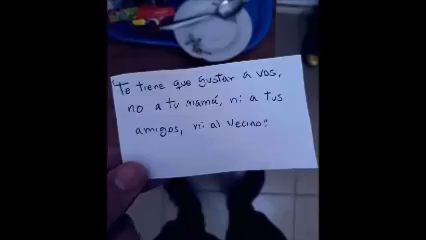 Te tiene que gustar a vos,
no a tu mamá, ni a tus
amigos, ni al vecino!